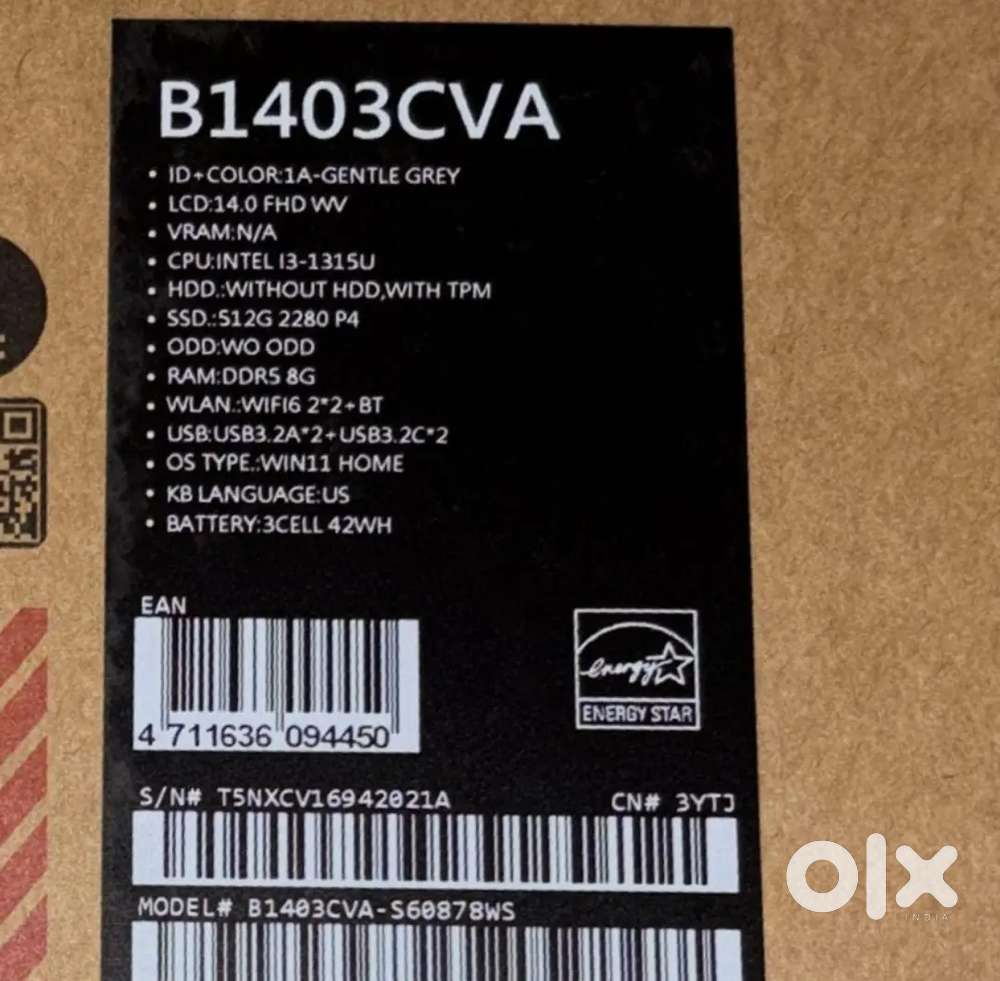 B1403CVA
• ID+COLOR:1A-GENTLE GREY
• LCD:14.0 FHD WV
• VRAM:N/A
• CPU:INTEL I3-1315U
• HDD.:WITHOUT HDD,WITH TPM
• SSD.:512G 2280 P4
• ODD:WO ODD
• RAM:DDR5 8G
• WLAN.:WIFI6 2*2+BT
• USB:USB3.2A*2+USB3.2C*2
• OS TYPE.:WIN11 HOME
• KB LANGUAGE:US
• BATTERY:3CELL 42WH
EAN
4 711636 094450
energy
ENERGY STAR
S/N# T5NXCV16942021A CN# 3YTJ
MODEL# B1403CVA-S60878WS
olx
INDIA